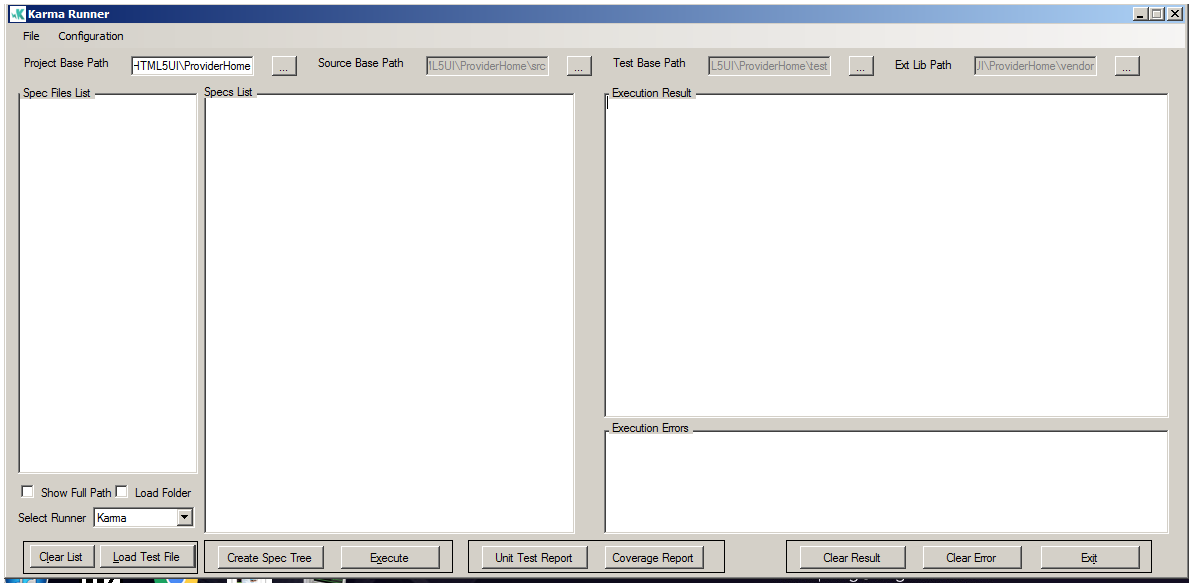 Karma Runner
File Configuration
Project Base Path HTML5UI\ProviderHome ... Source Base Path ML5UI\ProviderHome\src ... Test Base Path L5UI\ProviderHome\test ... Ext Lib Path JI\ProviderHome\vendor ...
Spec Files List Specs List Execution Result
Execution Errors
Show Full Path Load Folder
Select Runner Karma
Clear List Load Test File Create Spec Tree Execute Unit Test Report Coverage Report Clear Result Clear Error Exit